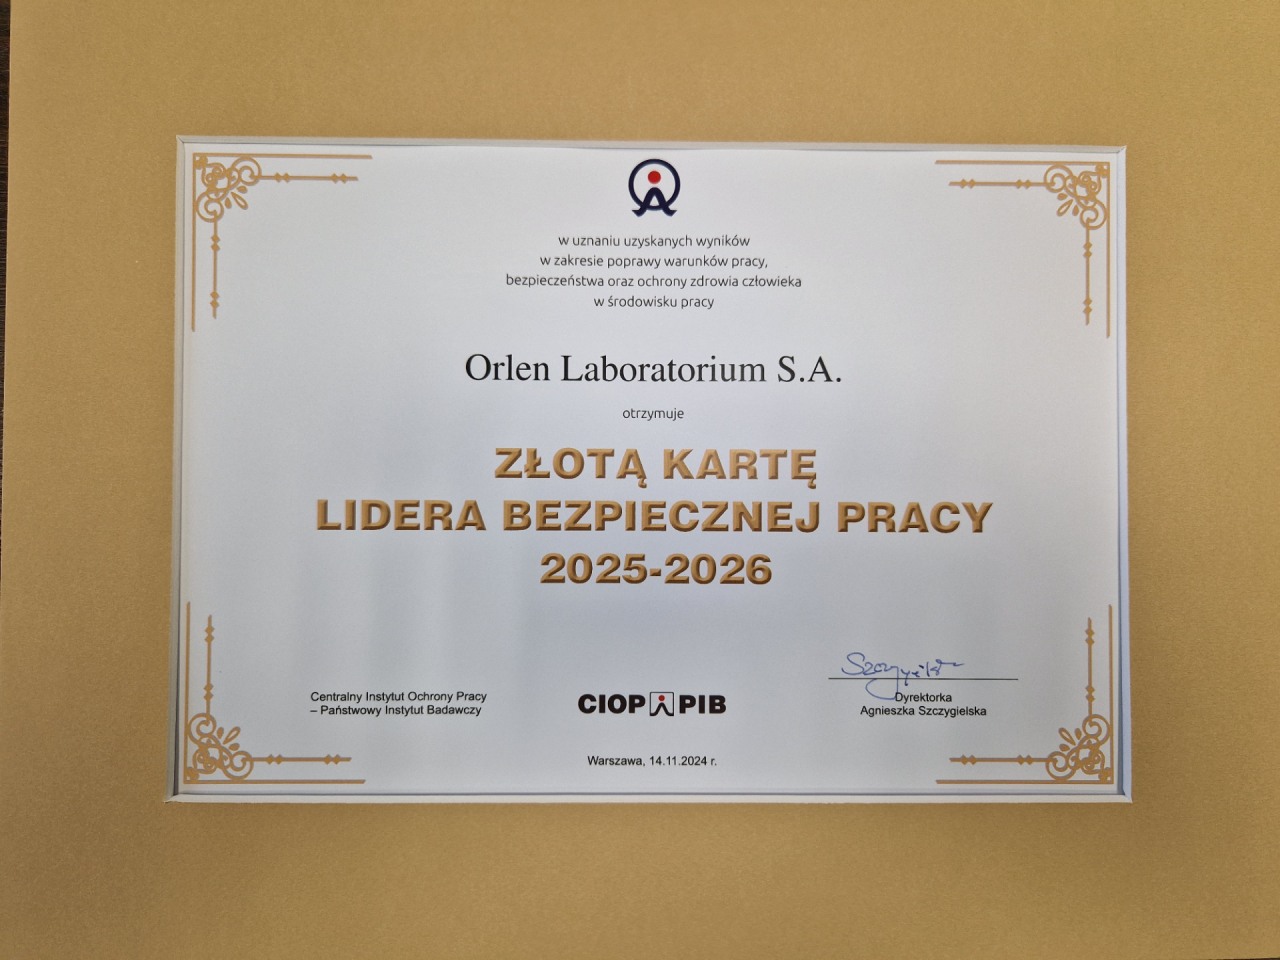 w uznaniu uzyskanych wyników
w zakresie poprawy warunków pracy,
bezpieczeństwa oraz ochrony zdrowia człowieka
w środowisku pracy
Orlen Laboratorium S.A.
otrzymuje
ZŁOTĄ KARTĘ
LIDERA BEZPIECZNEJ PRACY
2025-2026
Centralny Instytut Ochrony Pracy
– Państwowy Instytut Badawczy
CIOP PIB
Dyrektorka
Agnieszka Szczygielska
Warszawa, 14.11.2024 r.